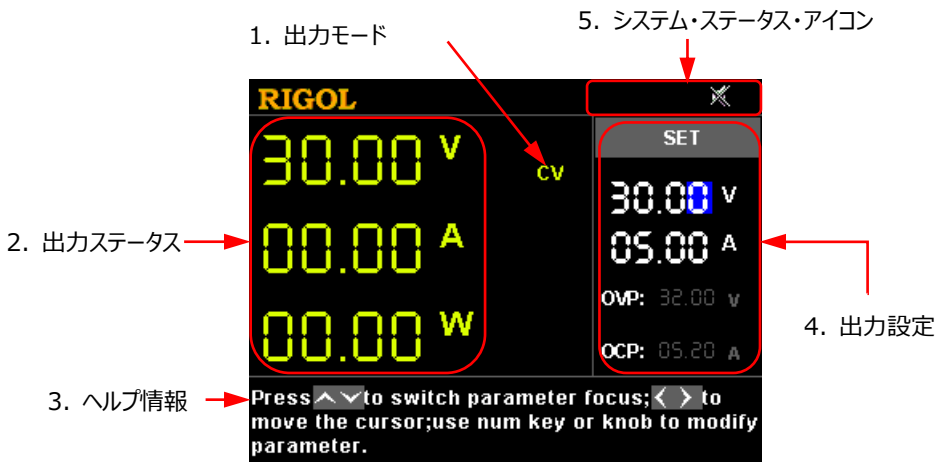 1. 出力モード
5. システム・ステータス・アイコン
RIGOL
SET
30.00 V
CV
30.00 V
2. 出力ステータス
00.00 A
05.00 A
OVP: 32.00 V
4. 出力設定
00.00 W
OCP: 05.20 A
3. ヘルプ情報
Press to switch parameter focus; to
move the cursor;use num key or knob to modify
parameter.